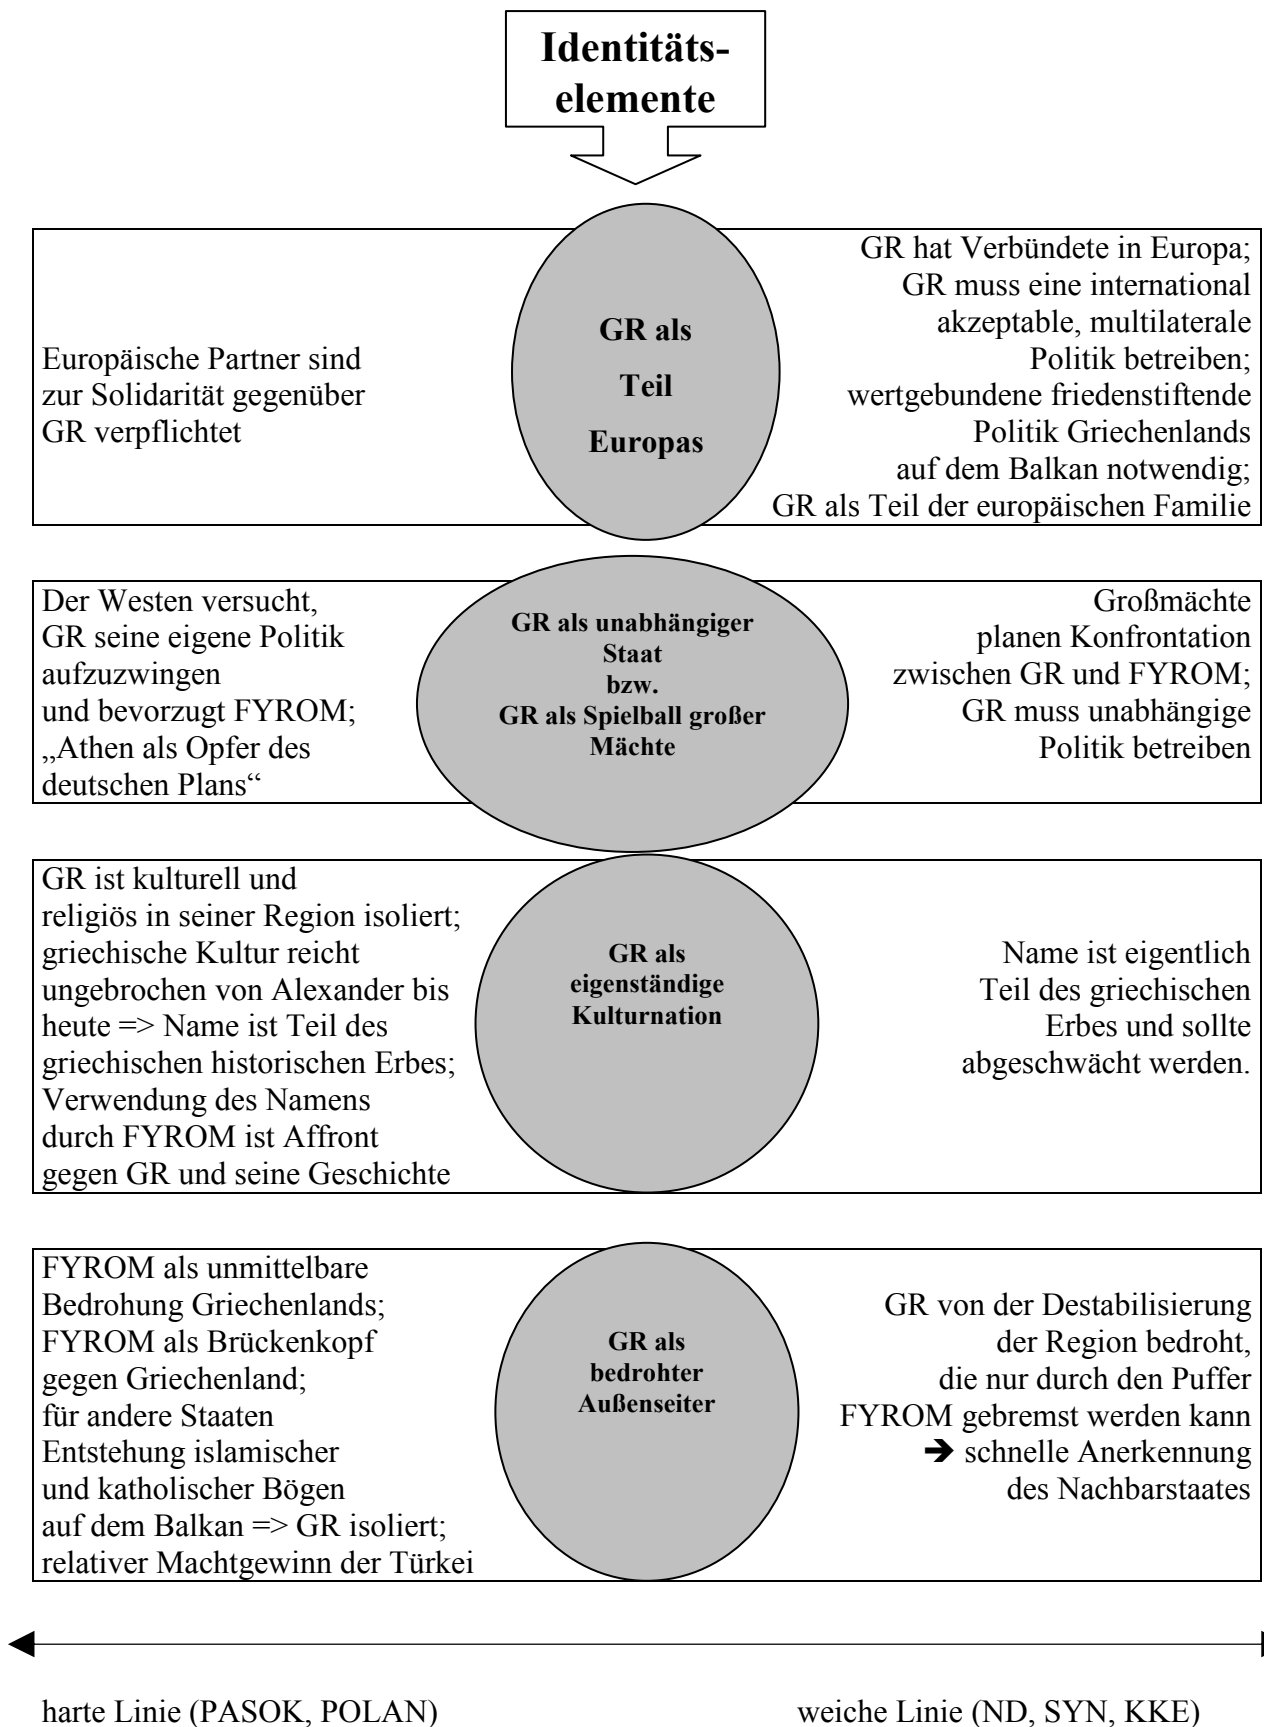 Identitäts-
elemente
Europäische Partner sind
zur Solidarität gegenüber
GR verpflichtet
GR als
Teil
Europas
GR hat Verbündete in Europa;
GR muss eine international
akzeptable, multilaterale
Politik betreiben;
wertgebundene friedenstiftende
Politik Griechenlands
auf dem Balkan notwendig;
GR als Teil der europäischen Familie
Der Westen versucht,
GR seine eigene Politik
aufzuzwingen
und bevorzugt FYROM;
„Athen als Opfer des
deutschen Plans“
GR als unabhängiger
Staat
bzw.
GR als Spielball großer
Mächte
Großmächte
planen Konfrontation
zwischen GR und FYROM;
GR muss unabhängige
Politik betreiben
GR ist kulturell und
religiös in seiner Region isoliert;
griechische Kultur reicht
ungebrochen von Alexander bis
heute => Name ist Teil des
griechischen historischen Erbes;
Verwendung des Namens
durch FYROM ist Affront
gegen GR und seine Geschichte
GR als
eigenständige
Kulturnation
Name ist eigentlich
Teil des griechischen
Erbes und sollte
abgeschwächt werden.
FYROM als unmittelbare
Bedrohung Griechenlands;
FYROM als Brückenkopf
gegen Griechenland;
für andere Staaten
Entstehung islamischer
und katholischer Bögen
auf dem Balkan => GR isoliert;
relativer Machtgewinn der Türkei
GR als
bedrohter
Außenseiter
GR von der Destabilisierung
der Region bedroht,
die nur durch den Puffer
FYROM gebremst werden kann
➔ schnelle Anerkennung
des Nachbarstaates
harte Linie (PASOK, POLAN)
weiche Linie (ND, SYN, KKE)